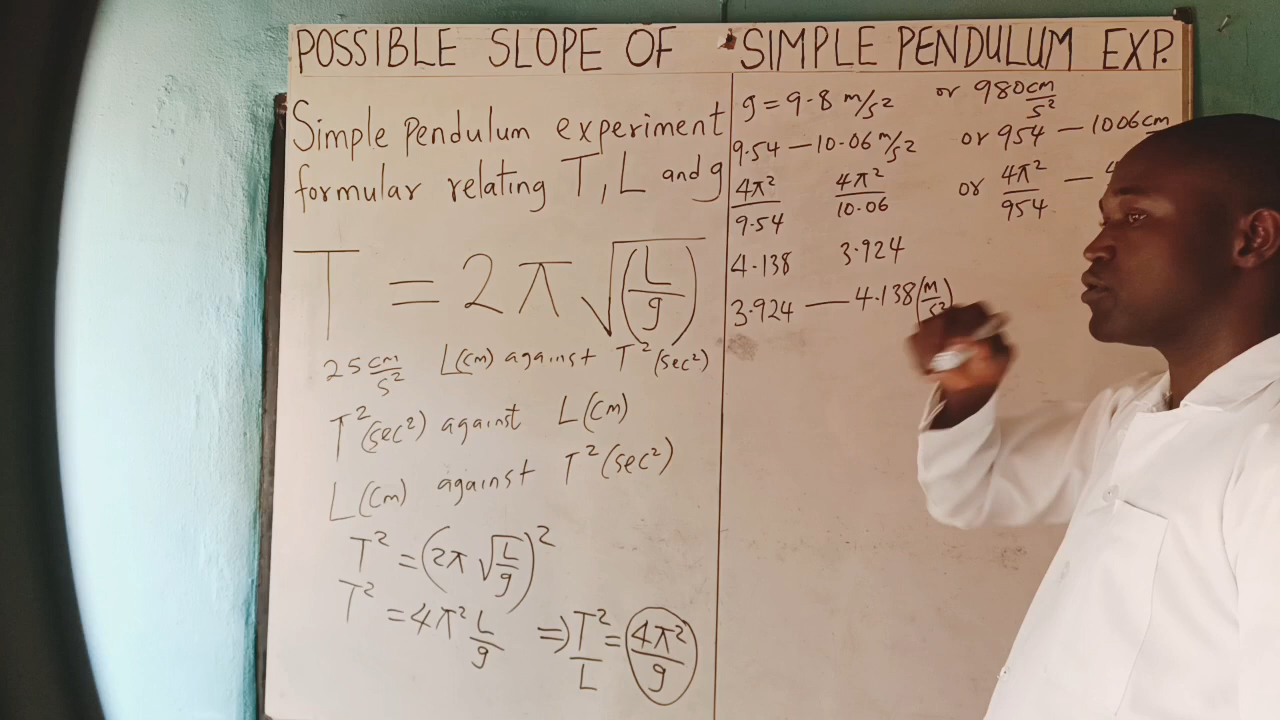 POSSIBLE SLOPE OF SIMPLE PENDULUM EXP.
Simple pendulum experiment
formular relating T, L and g
T = 2π √(L/g)
25 cm/s² L(cm) against T²(sec²)
T²(sec²) against L(cm)
L(cm) against T²(sec²)
T² = (2π √L/g)²
T² = 4π² L/g ⇒ T²/L = 4π²/g
g = 9.8 m/s² or 980 cm/s²
9.54 — 10.06 m/s² or 954 — 1006 cm
4π²/9.54 4π²/10.06 or 4π²/954 —
4.138 3.924
3.924 — 4.138 (m/s²)